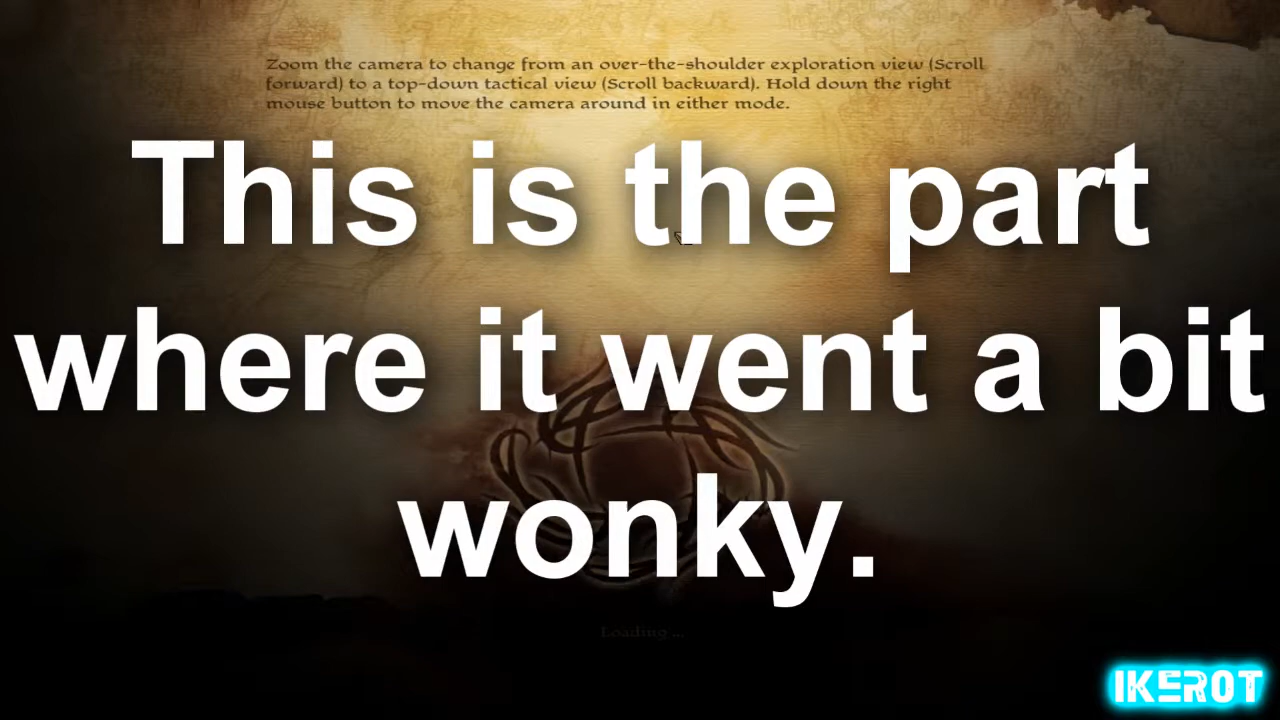 Zoom the camera to change from an over-the-shoulder exploration view (Scroll
forward) to a top-down tactical view (Scroll backward). Hold down the right
mouse button to move the camera around in either mode.
This is the part
where it went a bit
wonky.
Loading ...
IKEROT